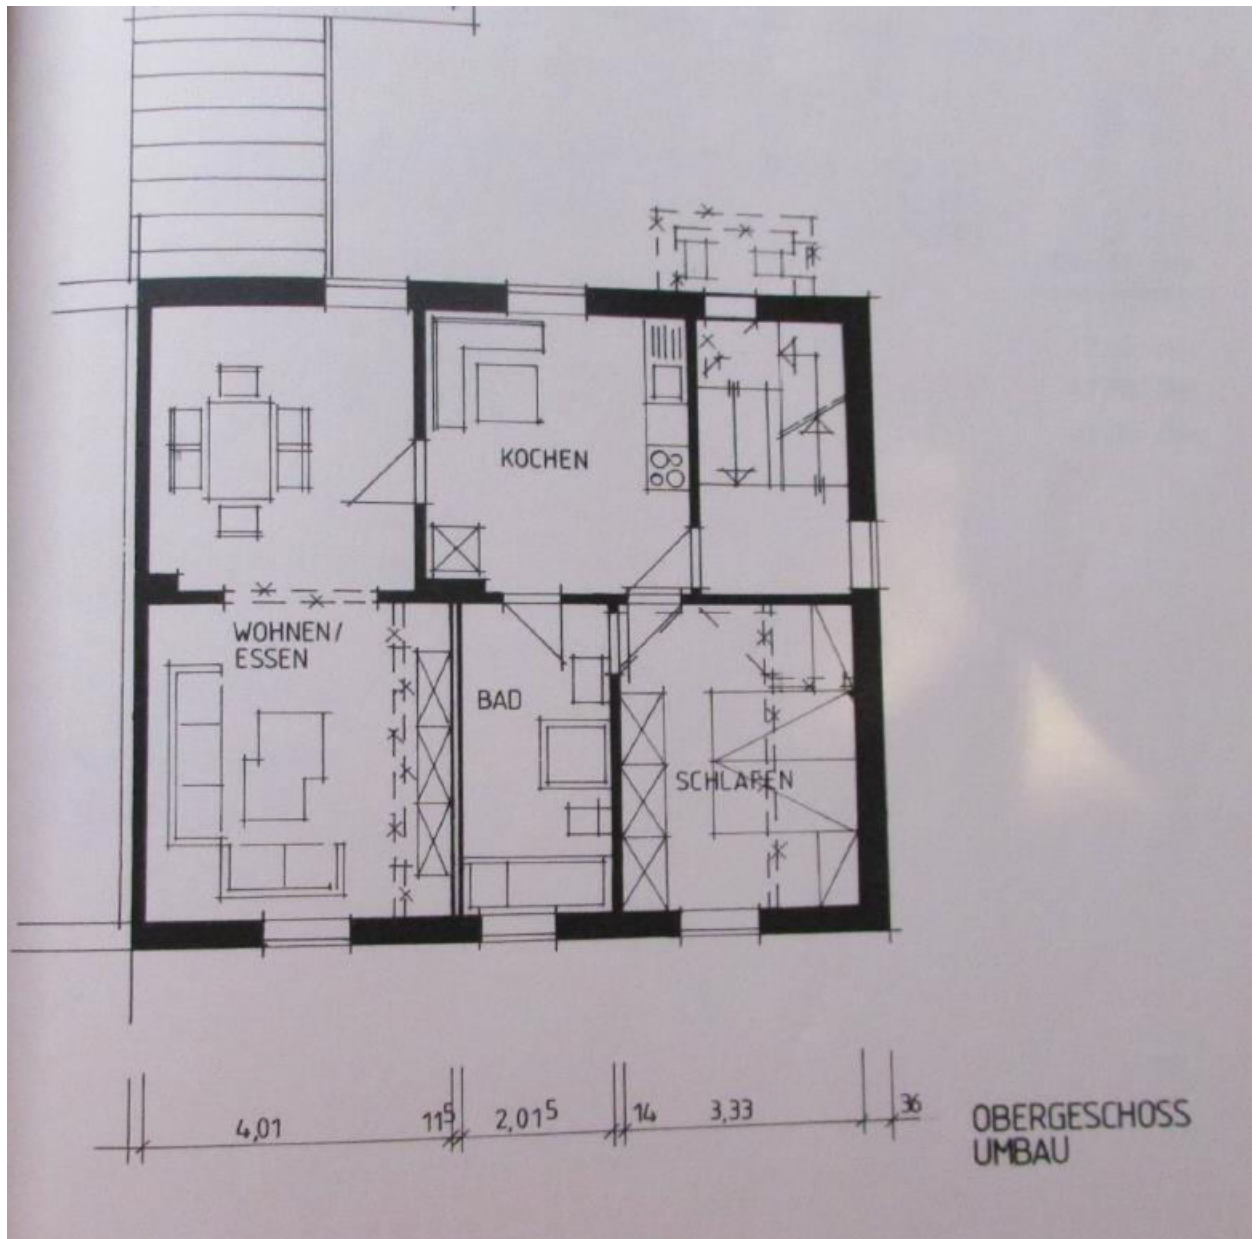 KOCHEN
WOHNEN/
ESSEN
BAD
SCHLAFEN
4,01
11⁵
2,01⁵
14
3,33
36
OBERGESCHOSS
UMBAU